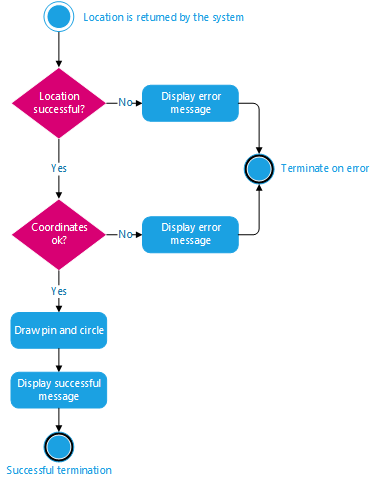 Location is returned by the system
Location
successful?
No
Display error
message
Yes
Terminate on error
Coordinates
ok?
No
Display error
message
Yes
Draw pin and circle
Display successful
message
Successful termination